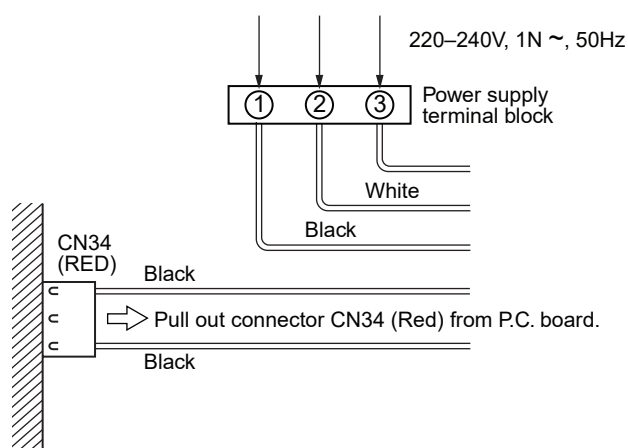 220–240V, 1N ~, 50Hz
1 2 3
Power supply
terminal block
White
Black
CN34
(RED)
Black
Pull out connector CN34 (Red) from P.C. board.
Black